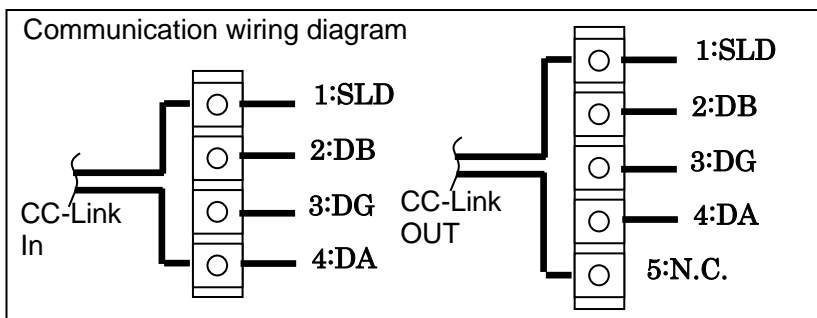 Communication wiring diagram
1:SLD
2:DB
3:DG
4:DA
CC-Link
In
1:SLD
2:DB
3:DG
4:DA
5:N.C.
CC-Link
OUT